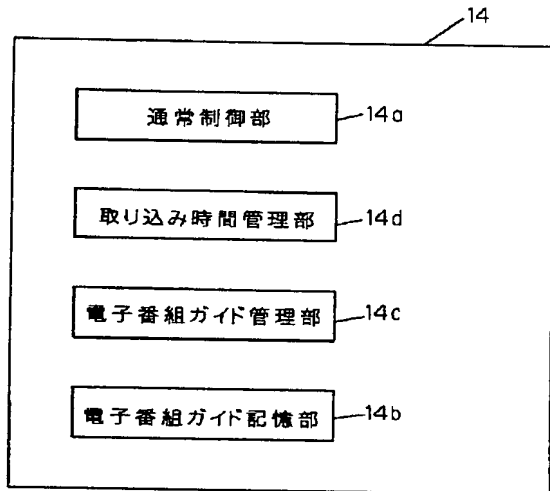 14
通常制御部 14a
取り込み時間管理部 14d
電子番組ガイド管理部 14c
電子番組ガイド記憶部 14b